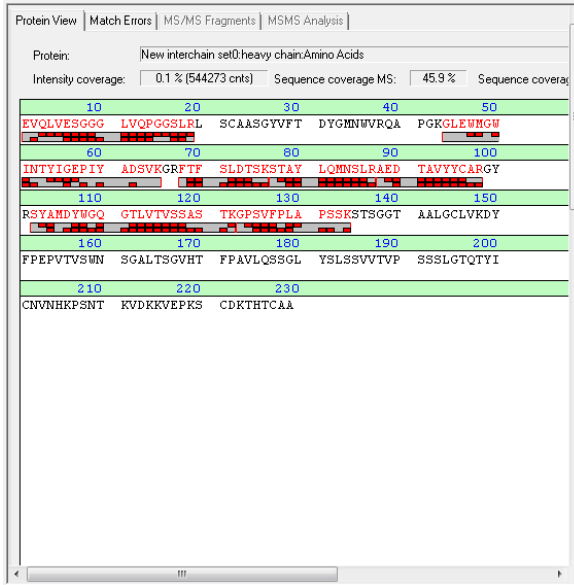 Protein View Match Errors MS/MS Fragments MSMS Analysis
Protein: New interchain set0:heavy chain:Amino Acids
Intensity coverage: 0.1 % (544273 cnts) Sequence coverage MS: 45.9 % Sequence coverag
10 20 30 40 50
EVQLVESGGG LVQPGGSLRL SCAASGYVFT DYGMNWVRQA PGKGLEWMGW
60 70 80 90 100
INTYIGEPIY ADSVKGRFTF SLDTSKSTAY LQMNSLRAED TAVYYCARGY
110 120 130 140 150
RSYAMDYWGQ GTLVTVSSAS TKGPSVFPLA PSSKSTSGGT AALGCLVKDY
160 170 180 190 200
FPEPVTVSWN SGALTSGVHT FPAVLQSSGL YSLSSVVTVP SSSLGTQTYI
210 220 230
CNVNHKPSNT KVDKKVEPKS CDKTHTCAA